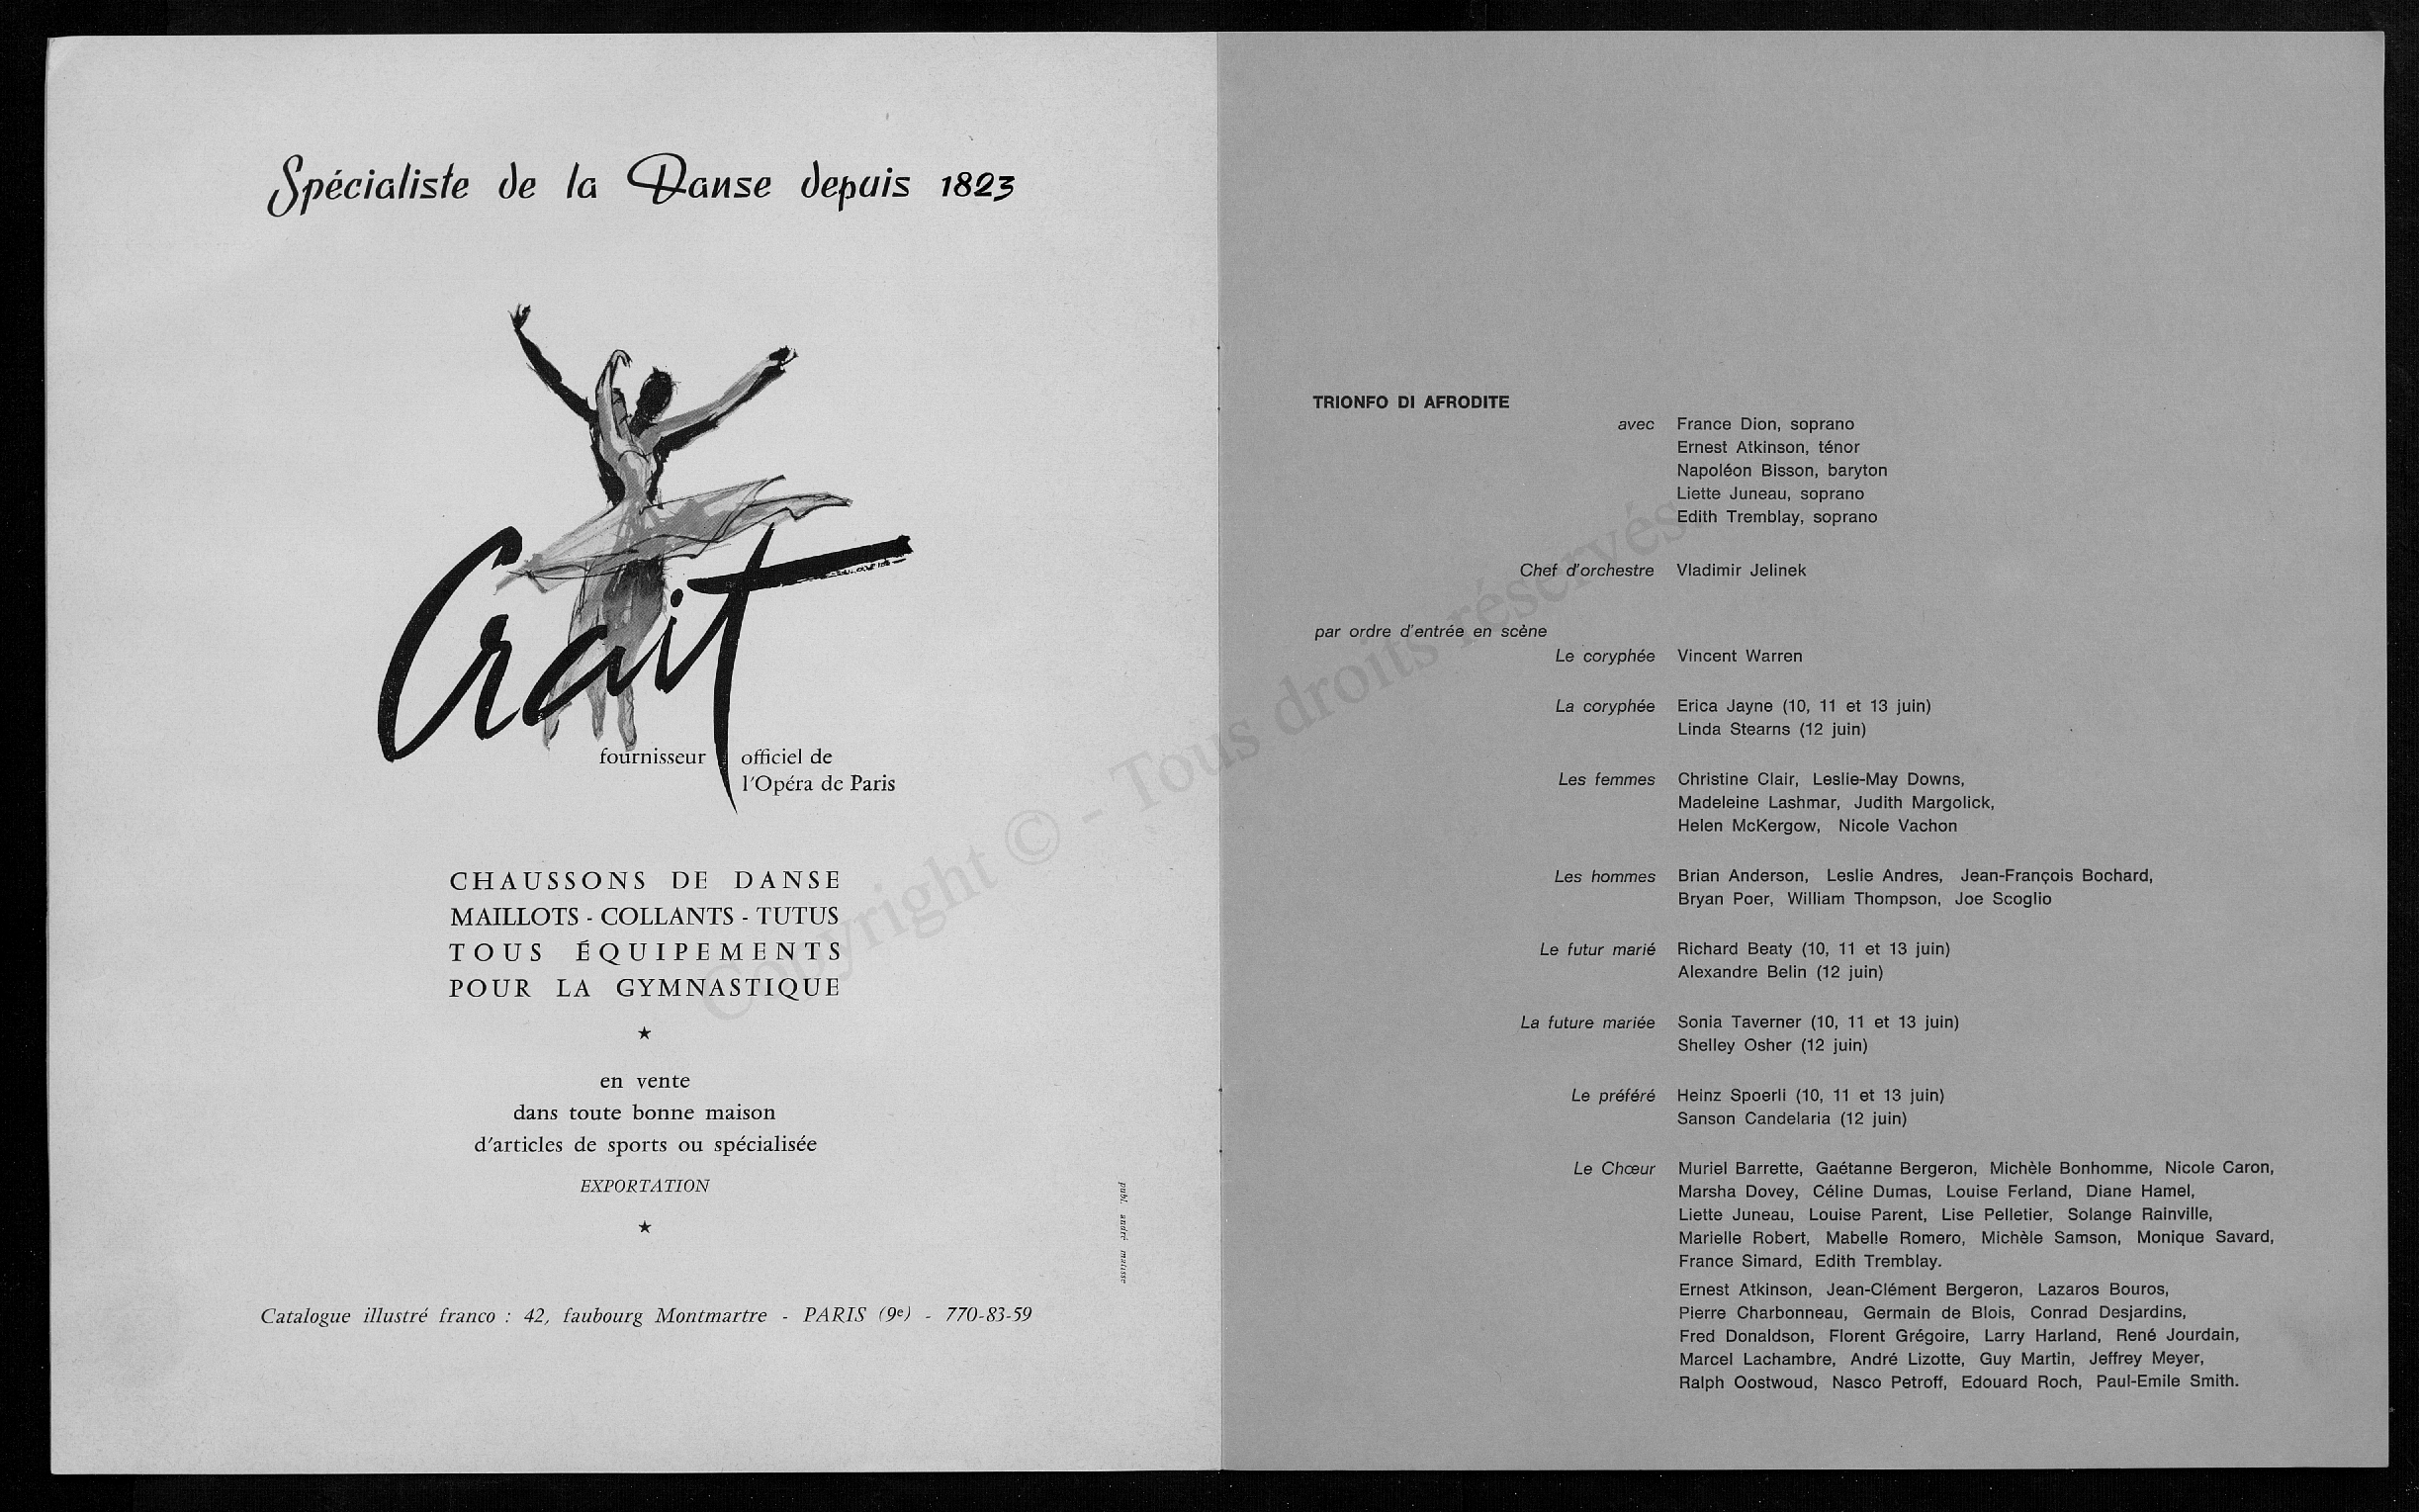 Spécialiste de la Danse depuis 1823
Crait
fournisseur officiel de
l'Opéra de Paris
CHAUSSONS DE DANSE
MAILLOTS - COLLANTS - TUTUS
TOUS ÉQUIPEMENTS
POUR LA GYMNASTIQUE
★
en vente
dans toute bonne maison
d'articles de sports ou spécialisée
EXPORTATION
★
Catalogue illustré franco : 42, faubourg Montmartre - PARIS (9e) - 770-83-59
publ. andré matisse
Copyright © - Tous droits réservés.
TRIONFO DI AFRODITE
avec France Dion, soprano
Ernest Atkinson, ténor
Napoléon Bisson, baryton
Liette Juneau, soprano
Edith Tremblay, soprano
Chef d'orchestre Vladimir Jelinek
par ordre d'entrée en scène
Le coryphée Vincent Warren
La coryphée Erica Jayne (10, 11 et 13 juin)
Linda Stearns (12 juin)
Les femmes Christine Clair, Leslie-May Downs,
Madeleine Lashmar, Judith Margolick,
Helen McKergow, Nicole Vachon
Les hommes Brian Anderson, Leslie Andres, Jean-François Bochard,
Bryan Poer, William Thompson, Joe Scoglio
Le futur marié Richard Beaty (10, 11 et 13 juin)
Alexandre Belin (12 juin)
La future mariée Sonia Taverner (10, 11 et 13 juin)
Shelley Osher (12 juin)
Le préféré Heinz Spoerli (10, 11 et 13 juin)
Sanson Candelaria (12 juin)
Le Chœur Muriel Barrette, Gaétanne Bergeron, Michèle Bonhomme, Nicole Caron,
Marsha Dovey, Céline Dumas, Louise Ferland, Diane Hamel,
Liette Juneau, Louise Parent, Lise Pelletier, Solange Rainville,
Marielle Robert, Mabelle Romero, Michèle Samson, Monique Savard,
France Simard, Edith Tremblay.
Ernest Atkinson, Jean-Clément Bergeron, Lazaros Bouros,
Pierre Charbonneau, Germain de Blois, Conrad Desjardins,
Fred Donaldson, Florent Grégoire, Larry Harland, René Jourdain,
Marcel Lachambre, André Lizotte, Guy Martin, Jeffrey Meyer,
Ralph Oostwoud, Nasco Petroff, Edouard Roch, Paul-Emile Smith.